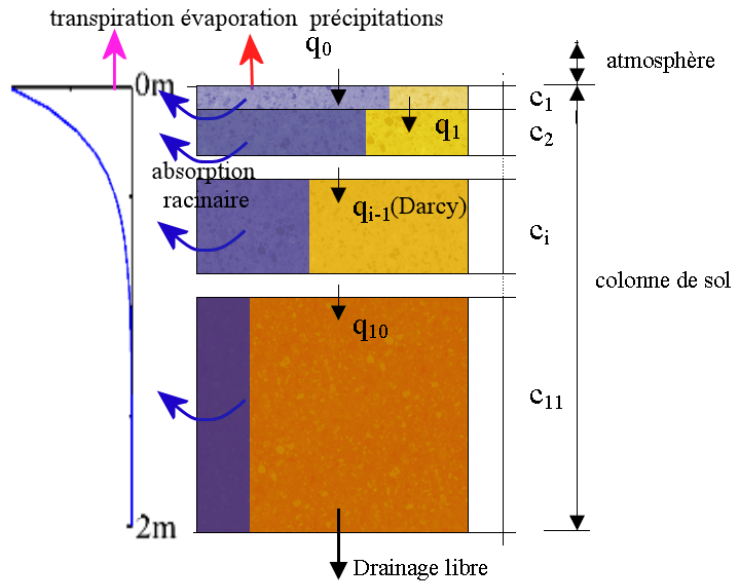 transpiration évaporation précipitations
q0
atmosphère
0m
c1
q1
c2
absorption
racinaire
qi-1(Darcy)
ci
colonne de sol
q10
c11
2m
Drainage libre